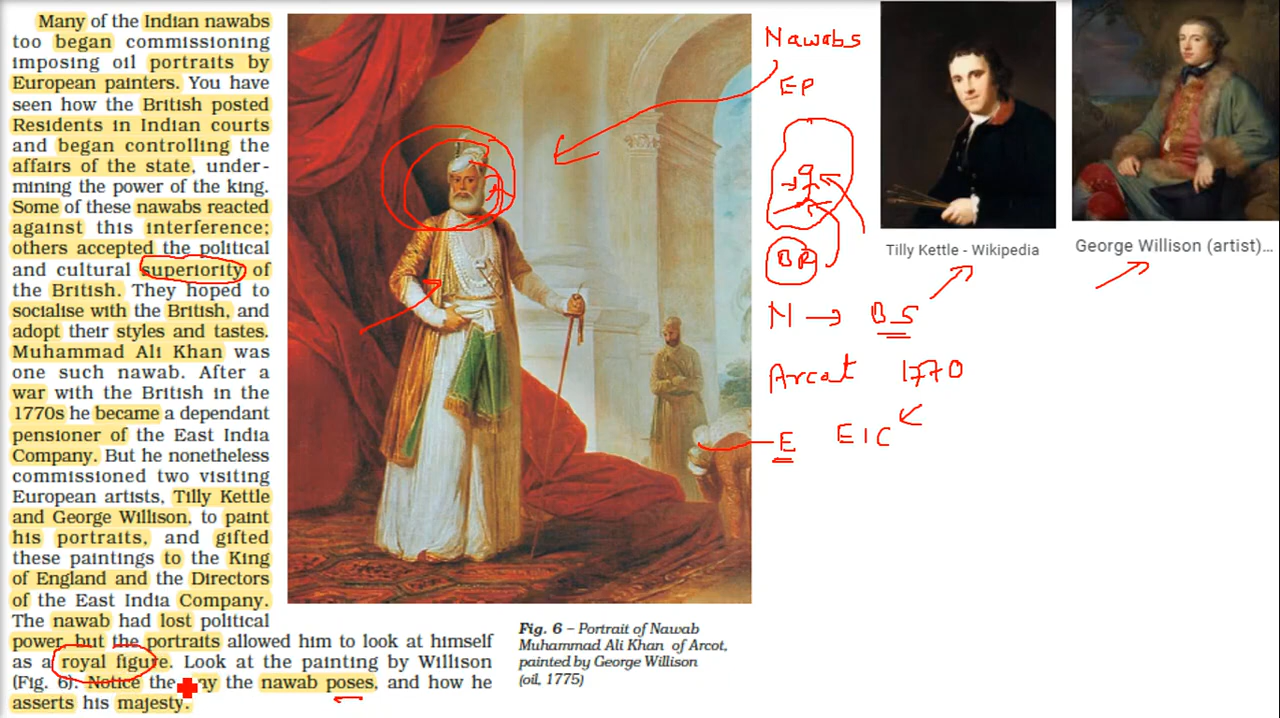 Many of the Indian nawabs
too began commissioning
imposing oil portraits by
European painters. You have
seen how the British posted
Residents in Indian courts
and began controlling the
affairs of the state, under-
mining the power of the king.
Some of these nawabs reacted
against this interference;
others accepted the political
and cultural superiority of
the British. They hoped to
socialise with the British, and
adopt their styles and tastes.
Muhammad Ali Khan was
one such nawab. After a
war with the British in the
1770s he became a dependant
pensioner of the East India
Company. But he nonetheless
commissioned two visiting
European artists, Tilly Kettle
and George Willison, to paint
his portraits, and gifted
these paintings to the King
of England and the Directors
of the East India Company.
The nawab had lost political
power, but the portraits allowed him to look at himself
as a royal figure. Look at the painting by Willison
(Fig. 6). Notice the the nawab poses, and how he
asserts his majesty.
Fig. 6 – Portrait of Nawab
Muhammad Ali Khan of Arcot,
painted by George Willison
(oil, 1775)
Nawabs
EP
BR
N → B S
Arcot 1770
E EIC
Tilly Kettle - Wikipedia
George Willison (artist)...